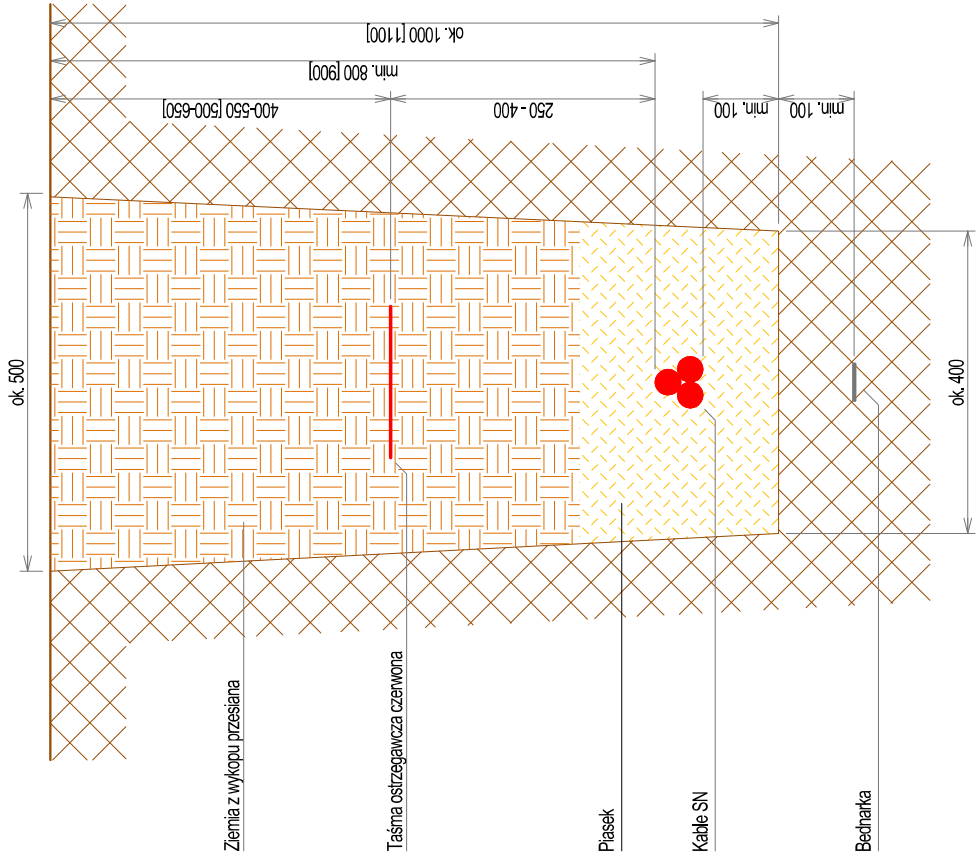 ok. 1000 [1100]
min. 800 [900]
400-550 [500-650]
250 - 400
min. 100
min. 100
ok. 500
ok. 400
Ziemia z wykopu przesiana
Taśma ostrzegawcza czerwona
Piasek
Kable SN
Bednarka